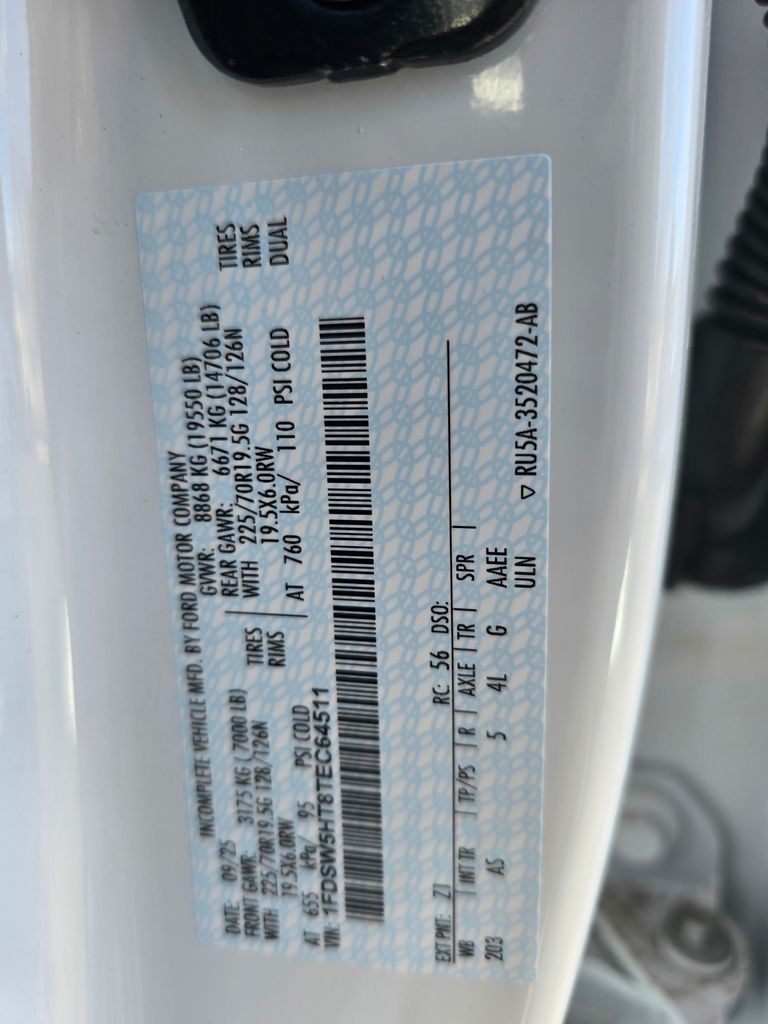 INCOMPLETE VEHICLE MFD. BY FORD MOTOR COMPANY
DATE: 09/25 GVWR: 8868 KG (19550 LB)
FRONT GAWR: 3175 KG (7000 LB) REAR GAWR: 6671 KG (14706 LB)
WITH 225/70R19.5G 128/126N TIRES WITH 225/70R19.5G 128/126N TIRES
19.5X6.0RW RIMS 19.5X6.0RW RIMS
AT 655 kPa/ 95 PSI COLD AT 760 kPa/ 110 PSI COLD DUAL
VIN: 1FDSW5HT8TEC64511
EXT PNT: Z1 RC: 56 DSO:
WB INT TR TP/PS R AXLE TR SPR
203 AS 5 4L G AAEE
ULN
▽ RU5A-3520472-AB